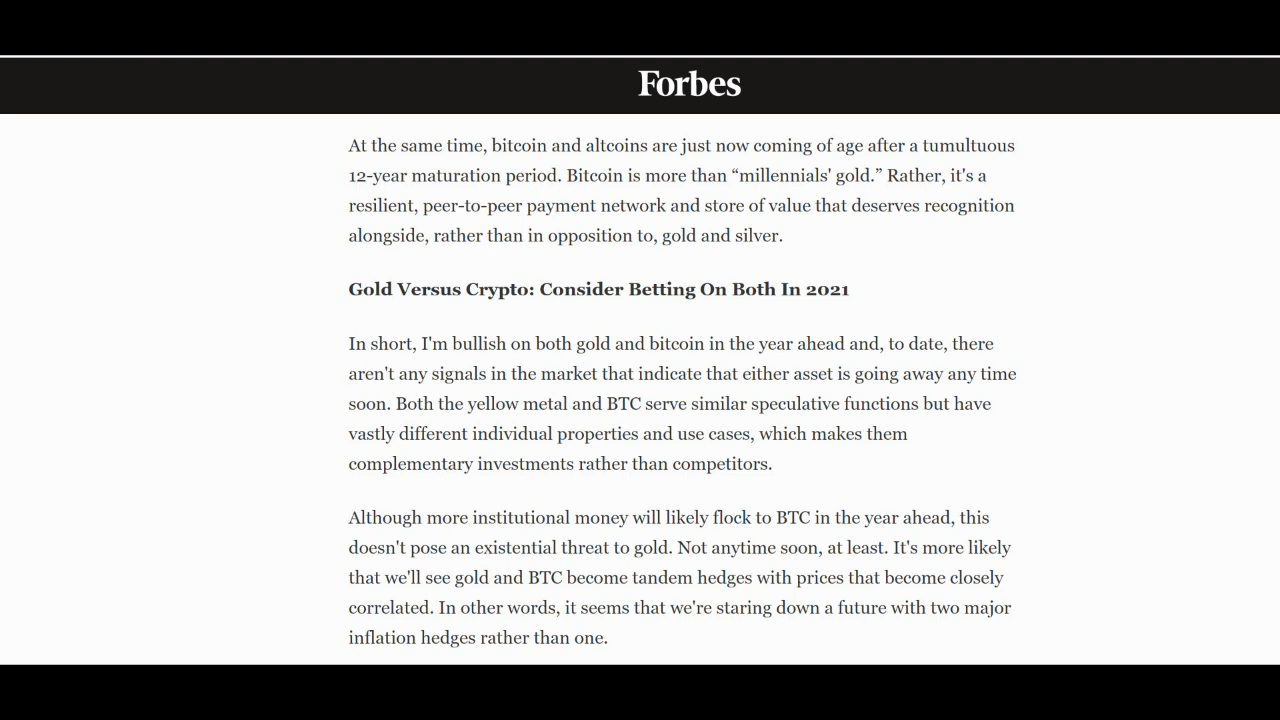 Forbes
At the same time, bitcoin and altcoins are just now coming of age after a tumultuous
12-year maturation period. Bitcoin is more than “millennials' gold.” Rather, it's a
resilient, peer-to-peer payment network and store of value that deserves recognition
alongside, rather than in opposition to, gold and silver.
Gold Versus Crypto: Consider Betting On Both In 2021
In short, I'm bullish on both gold and bitcoin in the year ahead and, to date, there
aren't any signals in the market that indicate that either asset is going away any time
soon. Both the yellow metal and BTC serve similar speculative functions but have
vastly different individual properties and use cases, which makes them
complementary investments rather than competitors.
Although more institutional money will likely flock to BTC in the year ahead, this
doesn't pose an existential threat to gold. Not anytime soon, at least. It's more likely
that we'll see gold and BTC become tandem hedges with prices that become closely
correlated. In other words, it seems that we're staring down a future with two major
inflation hedges rather than one.